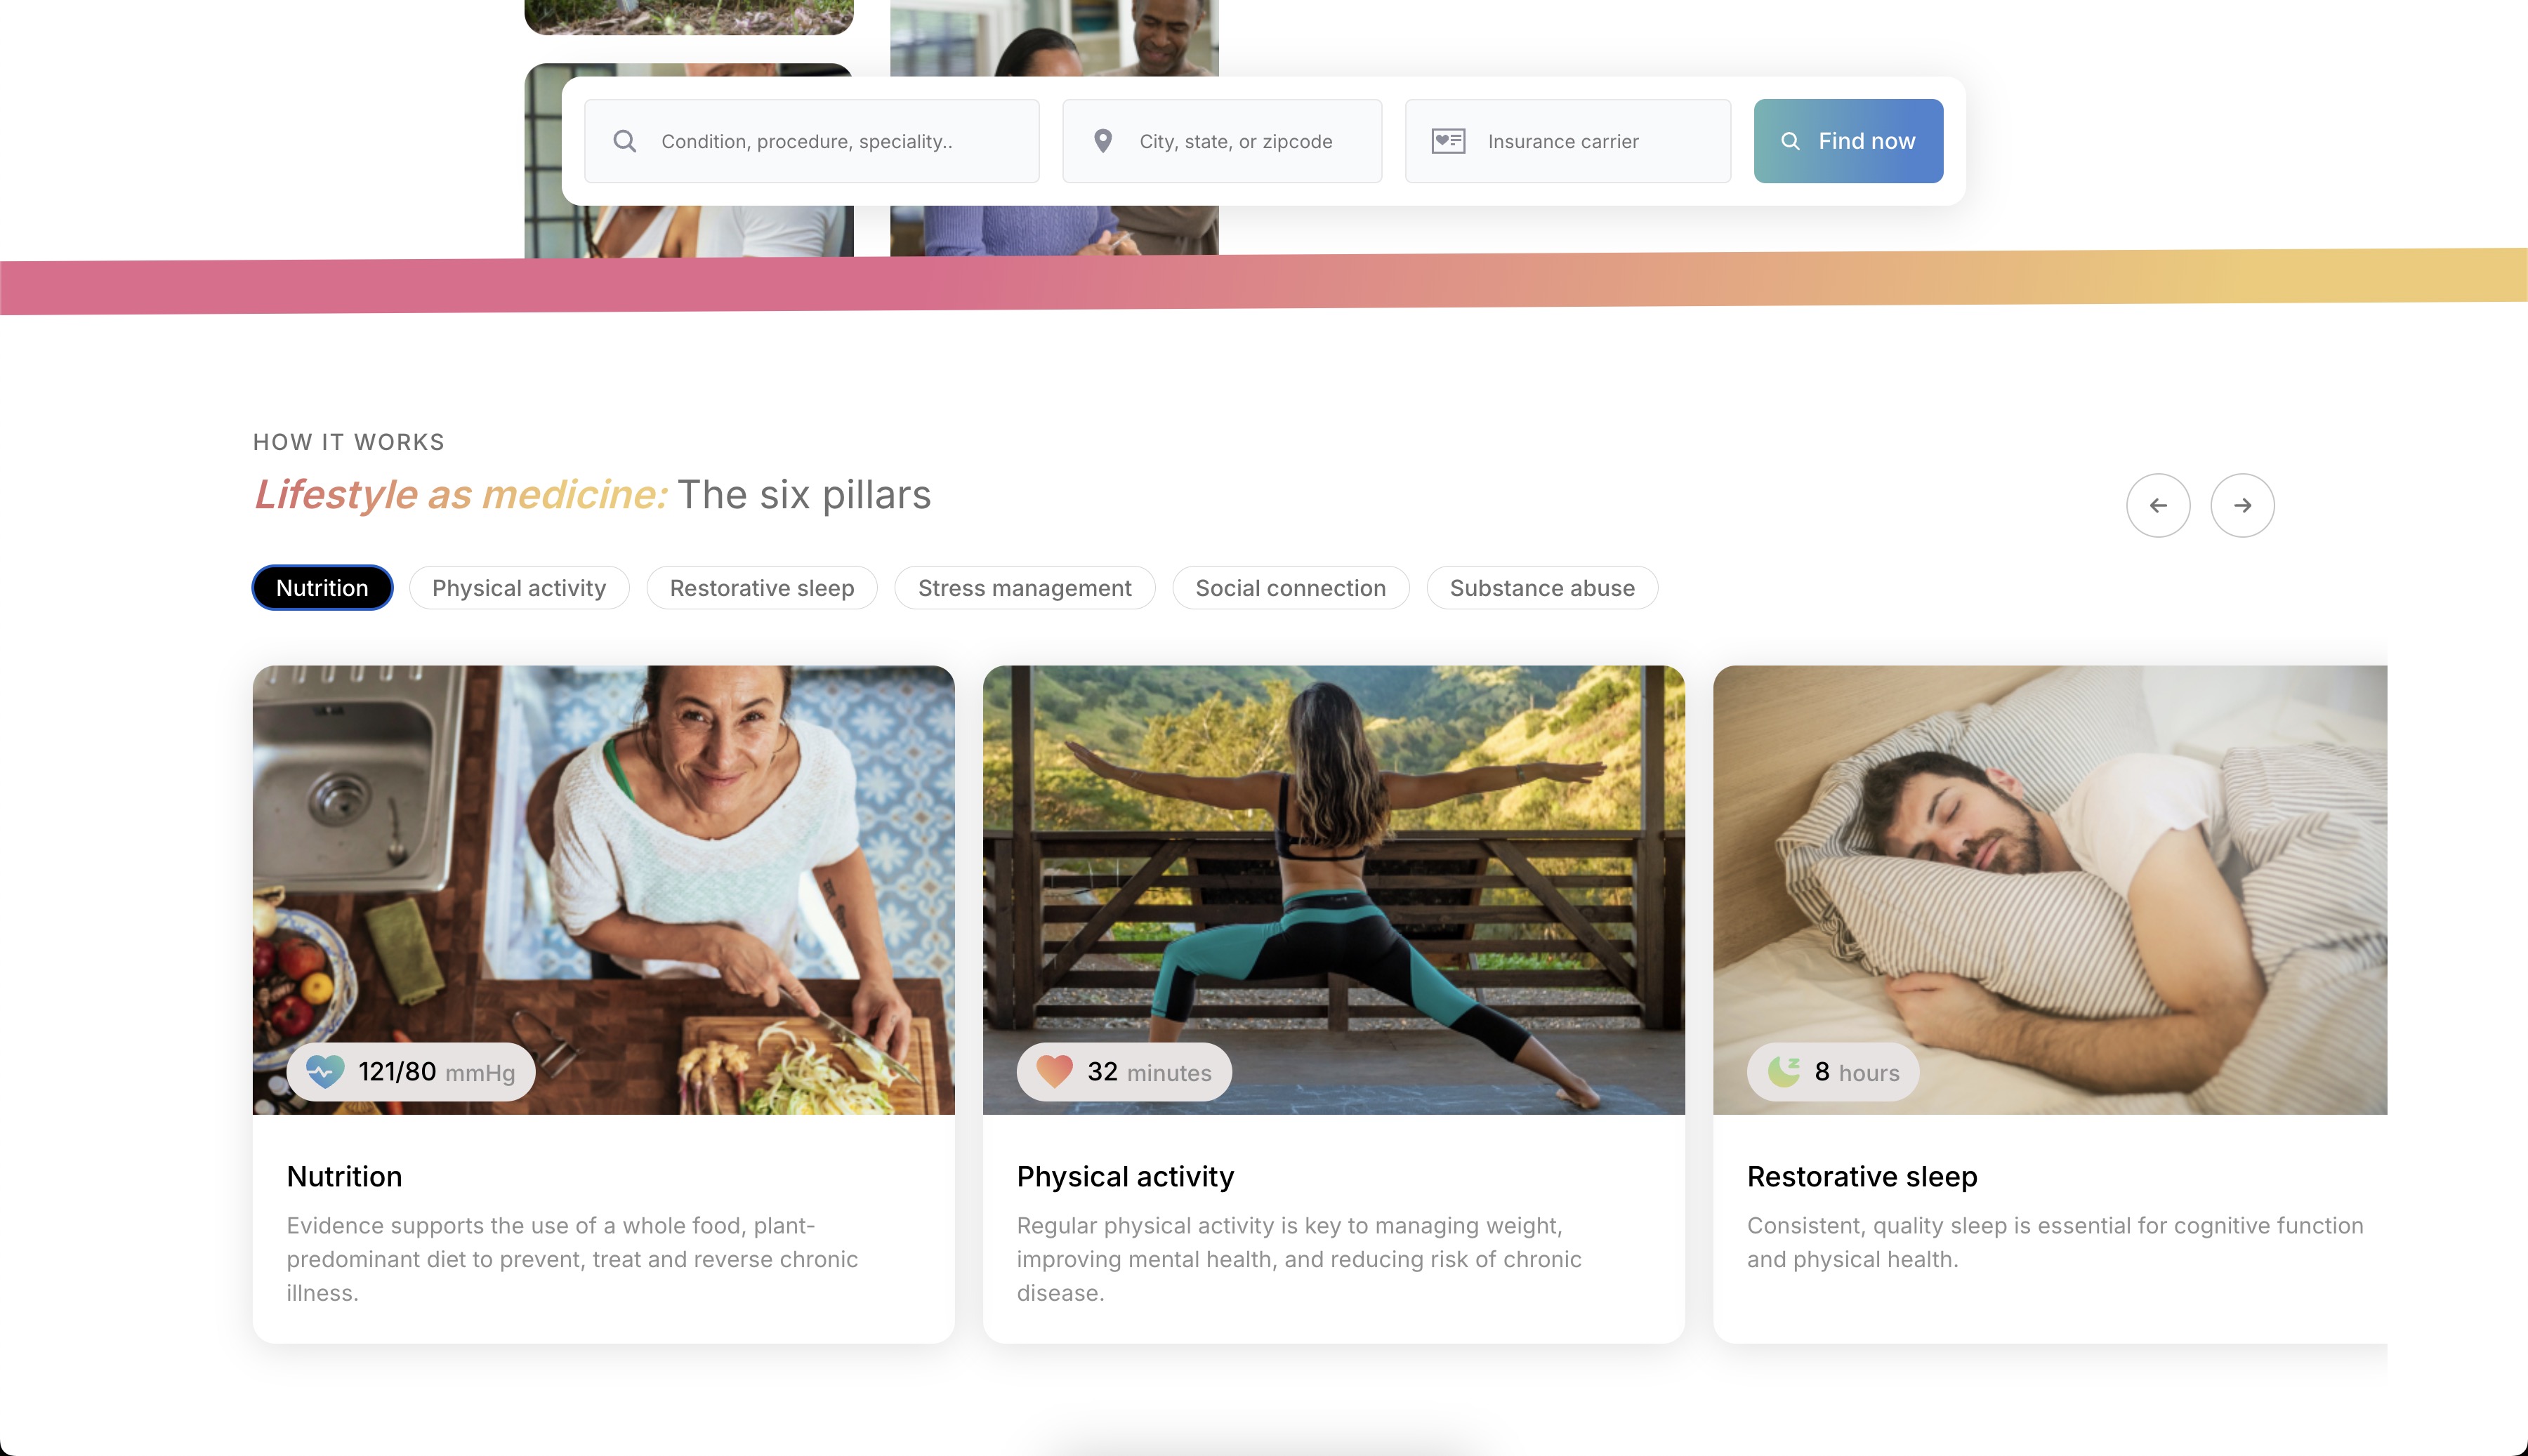 Condition, procedure, speciality..
City, state, or zipcode
Insurance carrier
Find now
HOW IT WORKS
Lifestyle as medicine: The six pillars
Nutrition
Physical activity
Restorative sleep
Stress management
Social connection
Substance abuse
121/80 mmHg
32 minutes
8 hours
Nutrition
Evidence supports the use of a whole food, plant-
predominant diet to prevent, treat and reverse chronic
illness.
Physical activity
Regular physical activity is key to managing weight,
improving mental health, and reducing risk of chronic
disease.
Restorative sleep
Consistent, quality sleep is essential for cognitive function
and physical health.